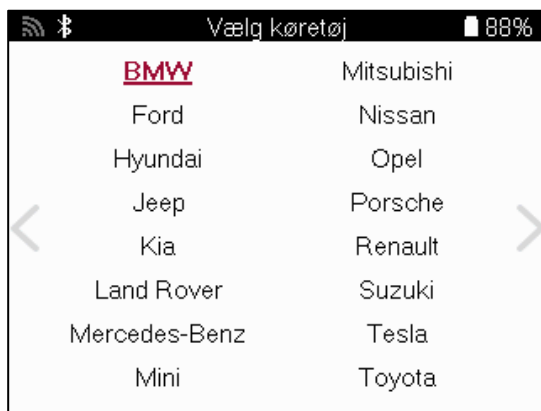 Vælg køretøj 88%
BMW Mitsubishi
Ford Nissan
Hyundai Opel
Jeep Porsche
Kia Renault
Land Rover Suzuki
Mercedes-Benz Tesla
Mini Toyota